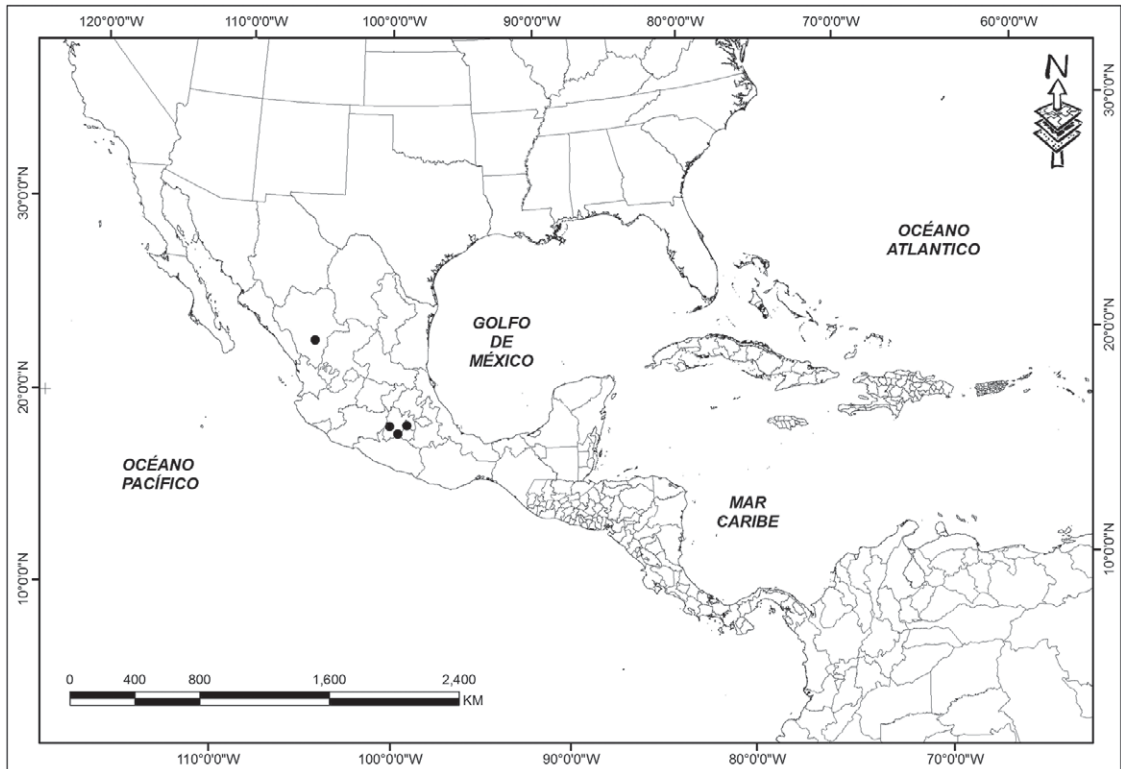 120°0'0"W 110°0'0"W 100°0'0"W 90°0'0"W 80°0'0"W 70°0'0"W 60°0'0"W
N
30°0'0"N
30°0'0"N
OCÉANO
ATLANTICO
GOLFO
DE
MÉXICO
20°0'0"N
20°0'0"N
OCÉANO
PACÍFICO
MAR
CARIBE
10°0'0"N
10°0'0"N
0 400 800 1,600 2,400
KM
110°0'0"W 100°0'0"W 90°0'0"W 80°0'0"W 70°0'0"W